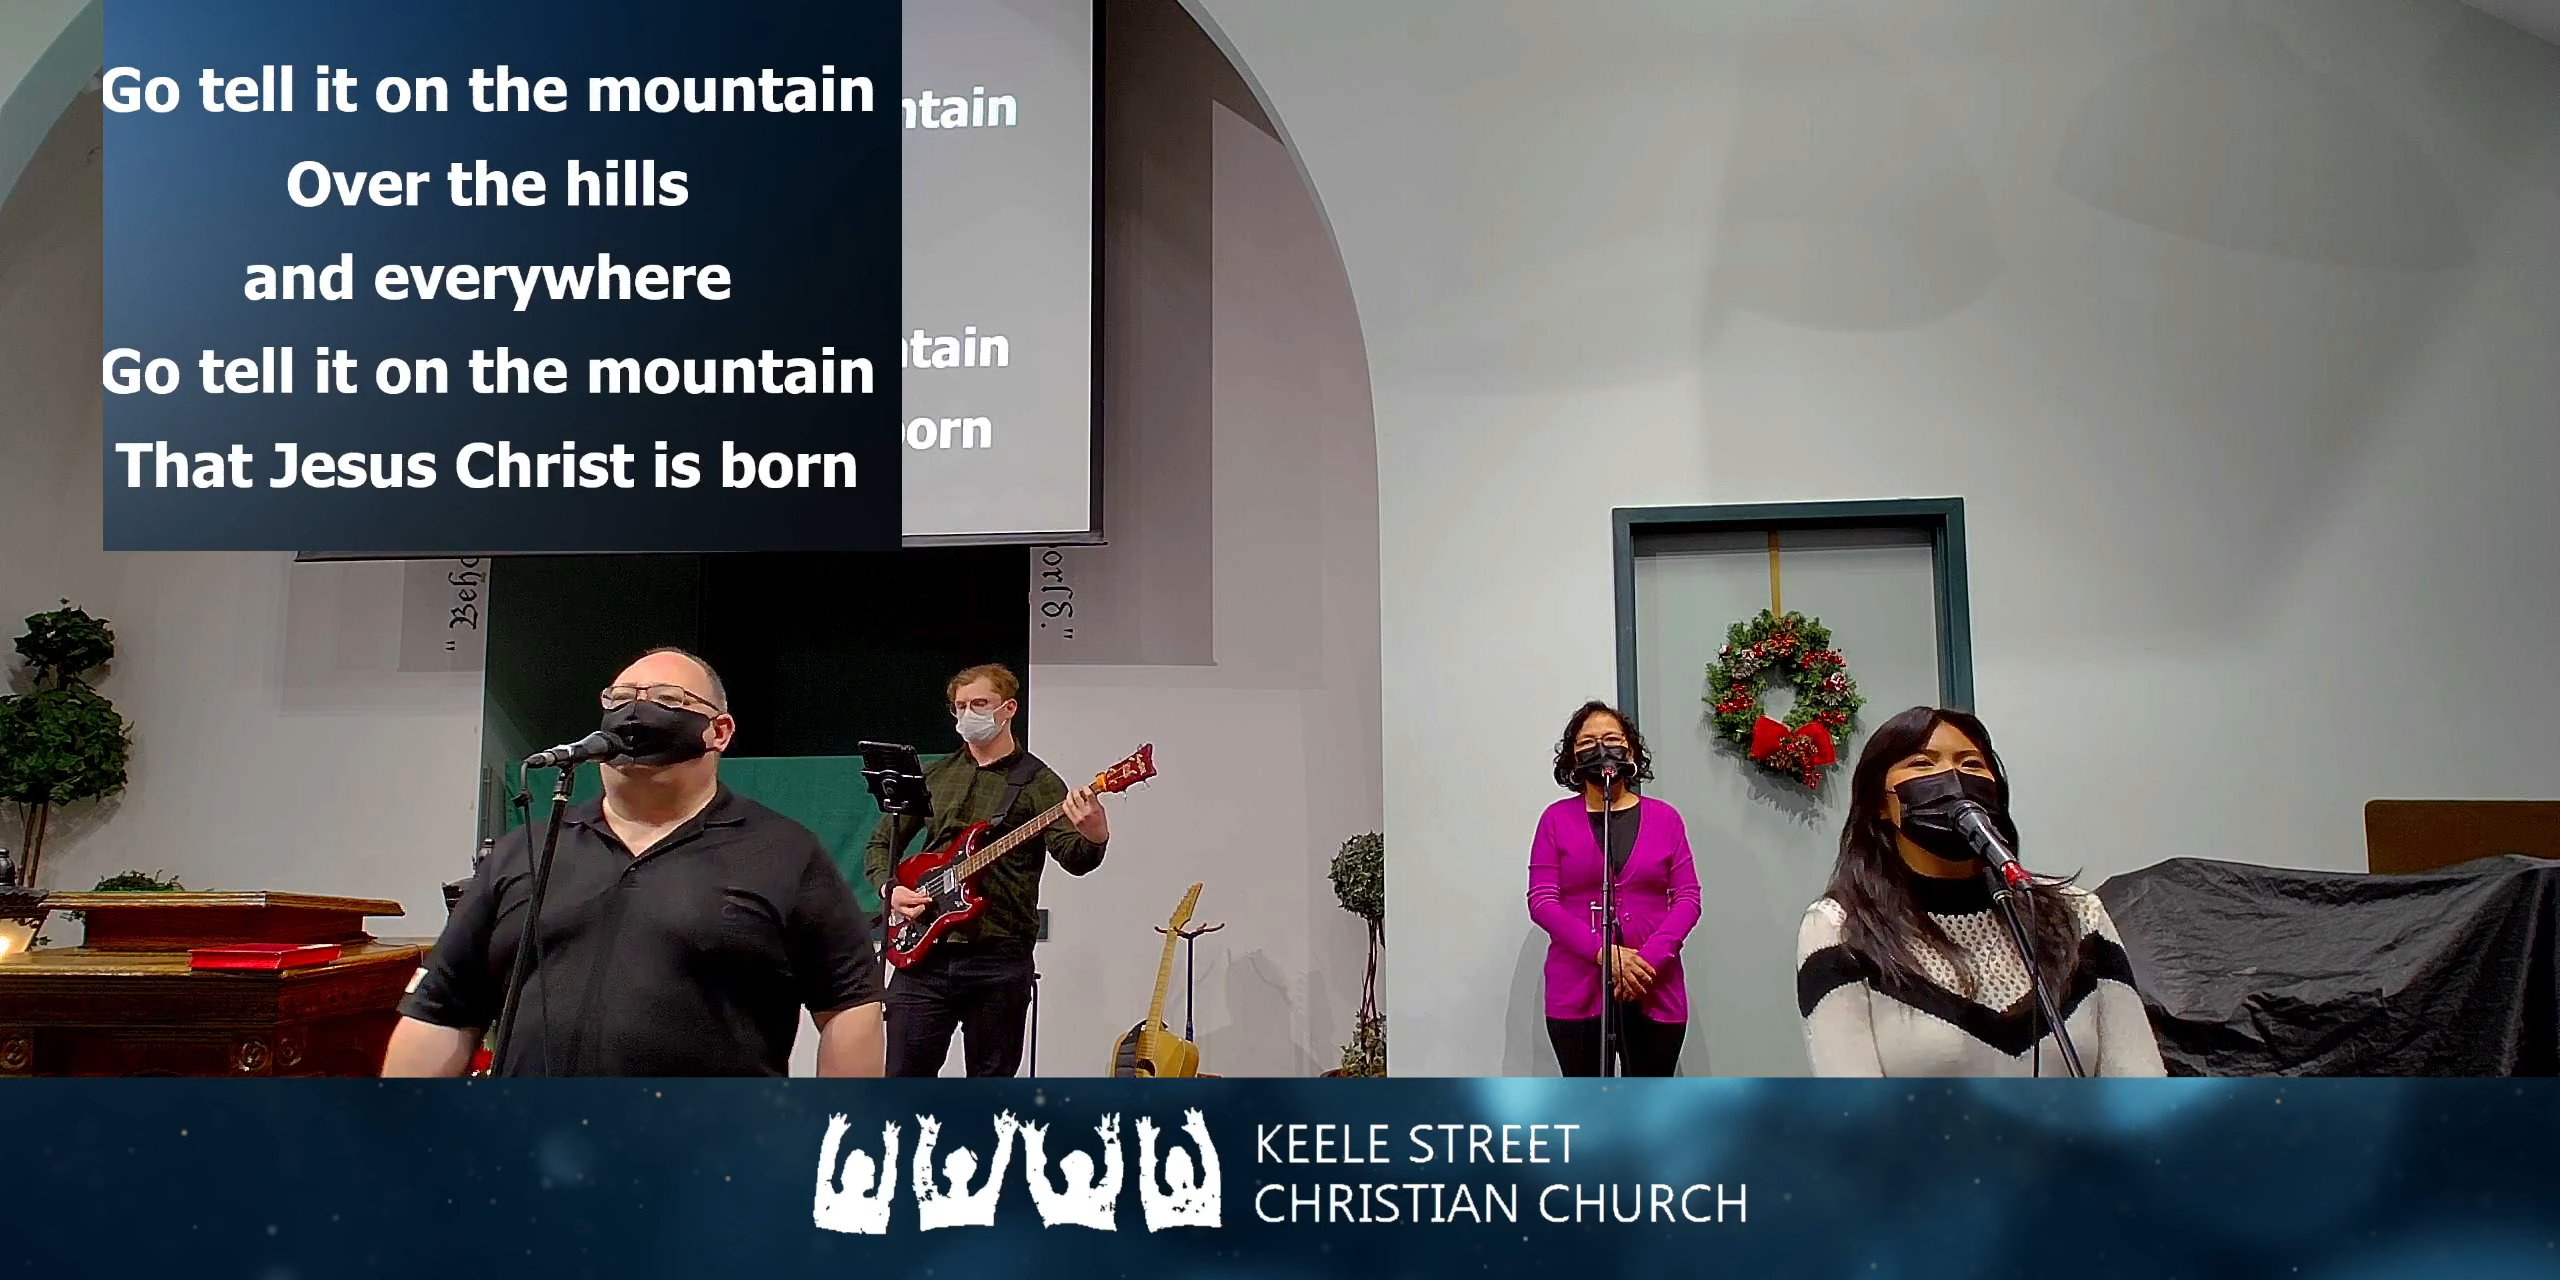 Go tell it on the mountain
Over the hills
and everywhere
Go tell it on the mountain
That Jesus Christ is born
ntain
tain
orn
KEELE STREET
CHRISTIAN CHURCH